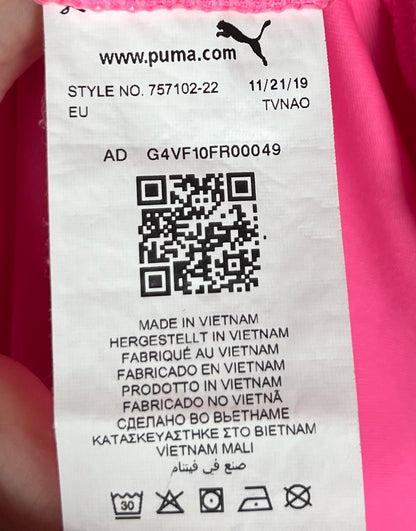 www.puma.com
STYLE NO. 757102-22 11/21/19
EU TVNAO
AD G4VF10FR00049
MADE IN VIETNAM
HERGESTELLT IN VIETNAM
FABRIQUÉ AU VIETNAM
FABRICADO EN VIETNAM
PRODOTTO IN VIETNAM
FABRICADO NO VIETNÃ
СДЕЛАНО ВО ВЬЕТНАМЕ
ΚΑΤΑΣΚΕΥΑΣΤΗΚΕ ΣΤΟ ΒΙΕΤΝΑΜ
VİETNAM MALI
صنع في فيتنام
30